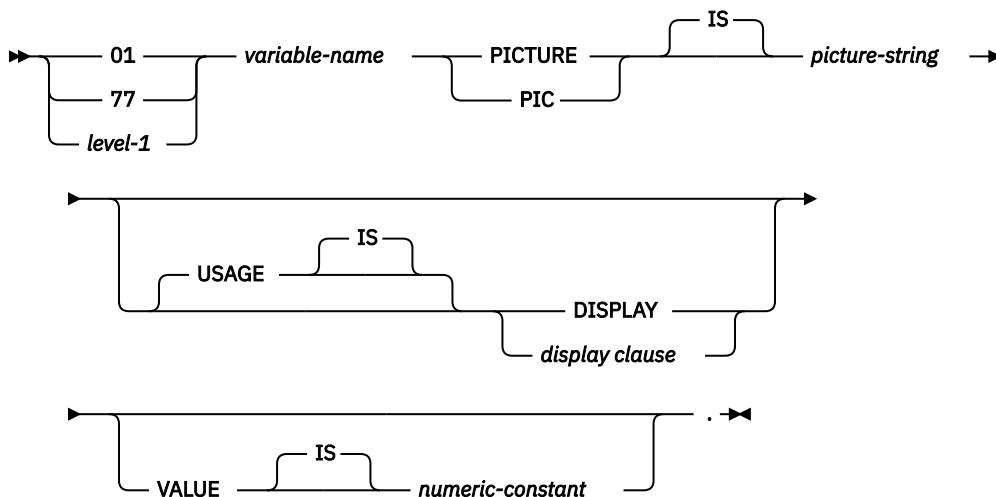 IS
01 variable-name PICTURE picture-string
77 PIC
level-1
IS
USAGE
DISPLAY
display clause
.
IS
VALUE numeric-constant